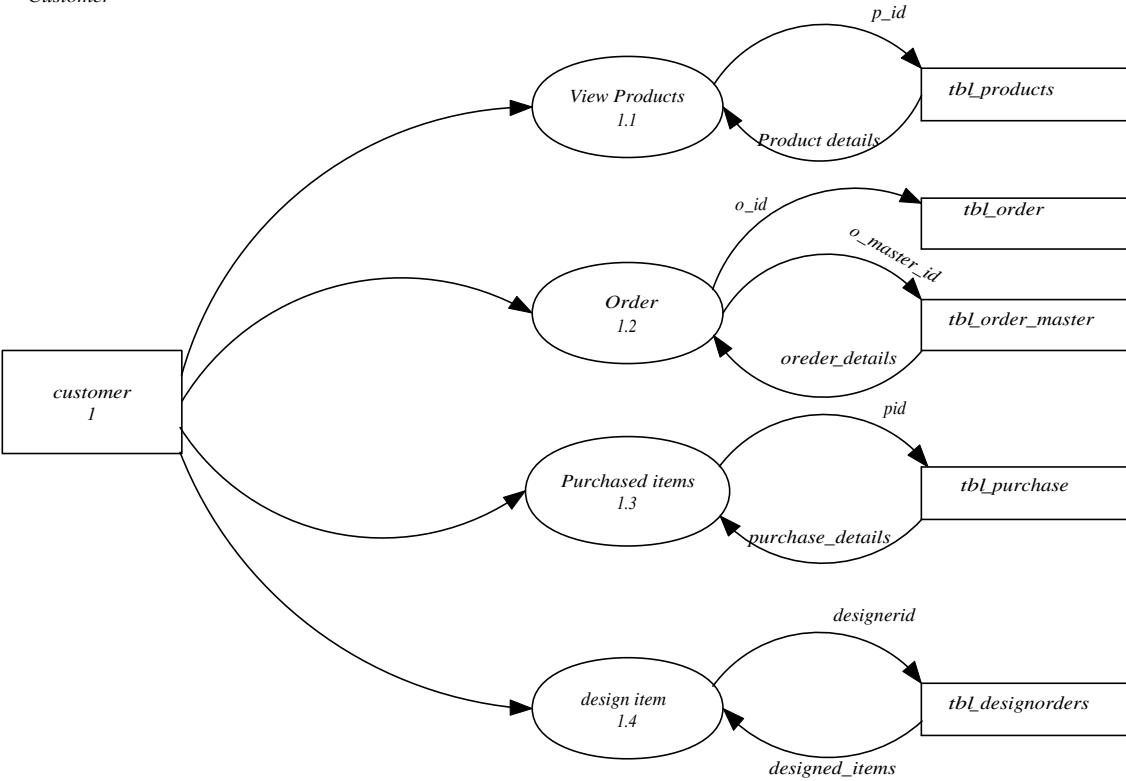 Customer
p_id
View Products
1.1
tbl_products
Product details
o_id
tbl_order
o_master_id
Order
1.2
tbl_order_master
oreder_details
customer
1
pid
Purchased items
1.3
tbl_purchase
purchase_details
designerid
design item
1.4
tbl_designorders
designed_items